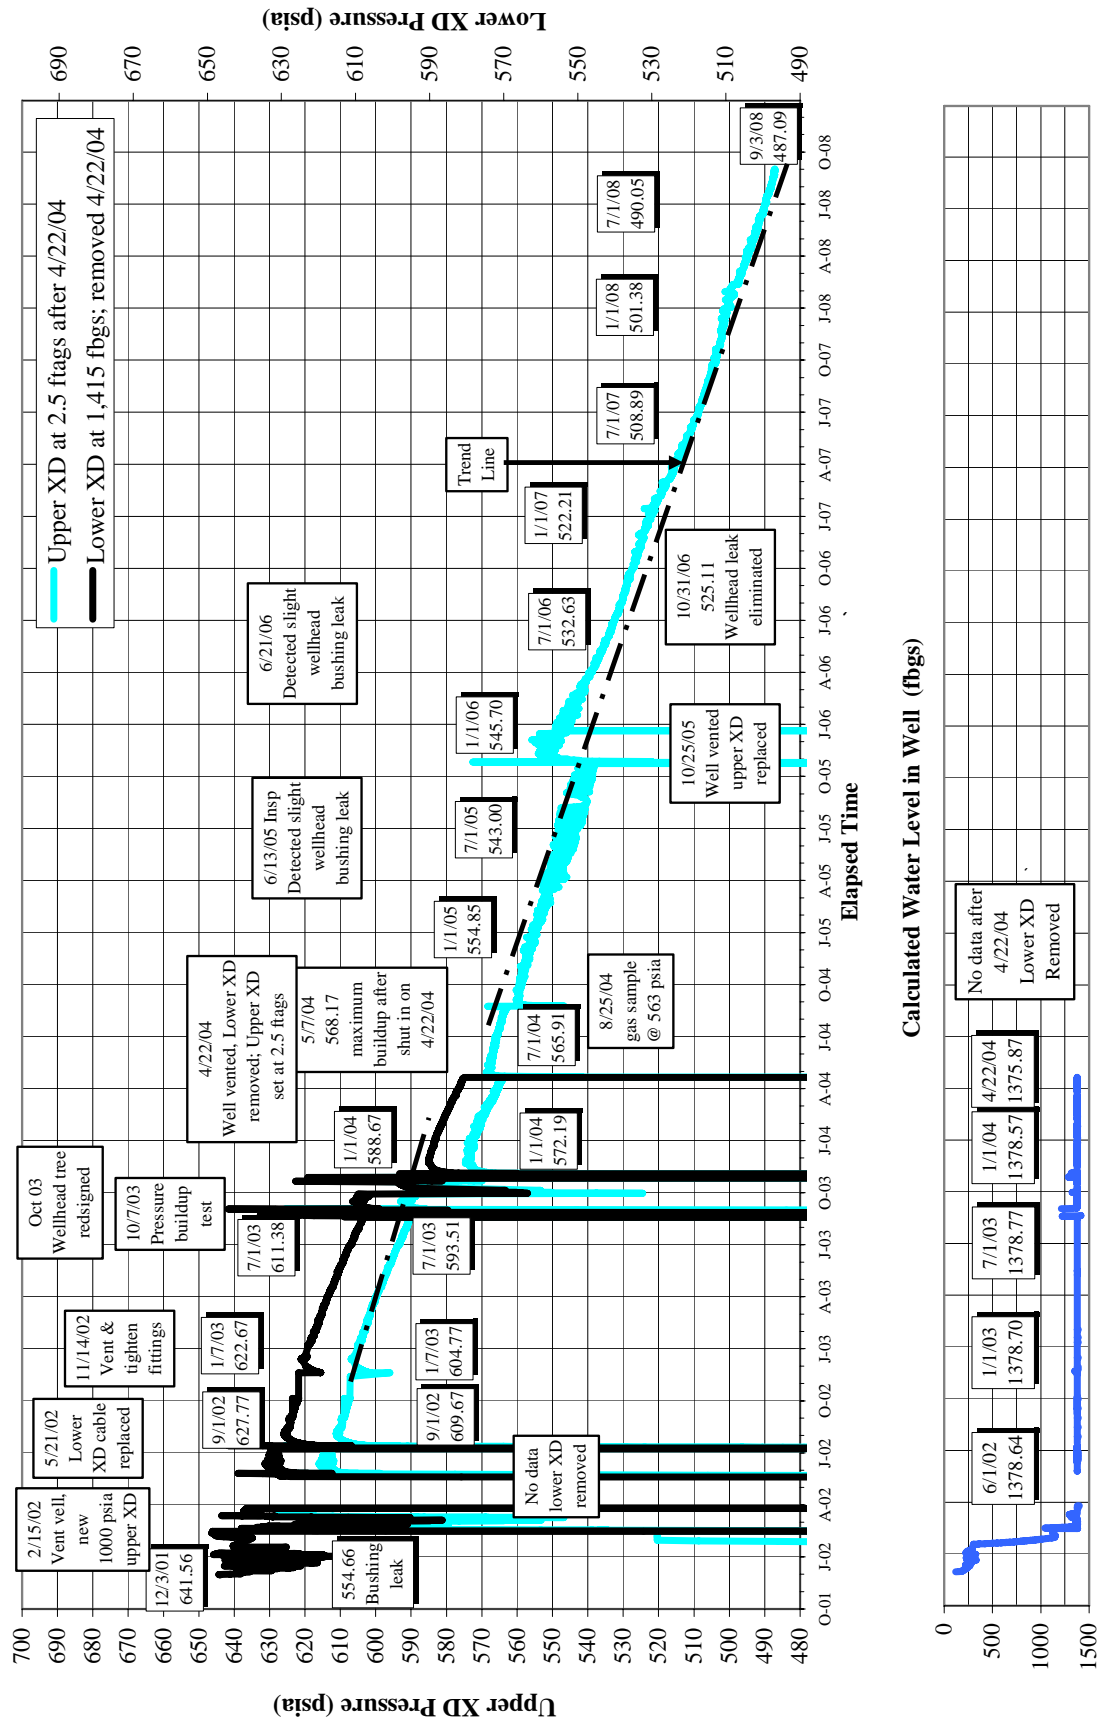 Upper XD Pressure (psia)
700
690
680
670
660
650
640
630
620
610
600
590
580
570
560
550
540
530
520
510
500
490
480
Lower XD Pressure (psia)
690
670
650
630
610
590
570
550
530
510
490
Upper XD at 2.5 ftags after 4/22/04
Lower XD at 1,415 fbgs; removed 4/22/04
12/3/01
641.56
2/15/02
Vent vell,
new
1000 psia
upper XD
5/21/02
Lower
XD cable
replaced
11/14/02
Vent &
tighten
fittings
Oct 03
Wellhead tree
redsigned
10/7/03
Pressure
buildup
test
554.66
Bushing
leak
9/1/02
627.77
1/7/03
622.67
7/1/03
611.38
1/1/04
588.67
No data
lower XD
removed
9/1/02
609.67
1/7/03
604.77
7/1/03
593.51
1/1/04
572.19
4/22/04
Well vented, Lower XD
removed; Upper XD
set at 2.5 ftags
5/7/04
568.17
maximum
buildup after
shut in on
4/22/04
7/1/04
565.91
8/25/04
gas sample
@ 563 psia
1/1/05
554.85
6/13/05 Insp
Detected slight
wellhead
bushing leak
7/1/05
543.00
10/25/05
Well vented
upper XD
replaced
1/1/06
545.70
6/21/06
Detected slight
wellhead
bushing leak
7/1/06
532.63
10/31/06
525.11
Wellhead leak
eliminated
1/1/07
522.21
Trend
Line
7/1/07
508.89
1/1/08
501.38
7/1/08
490.05
9/3/08
487.09
O-01
J-02
A-02
J-02
O-02
J-03
A-03
J-03
O-03
J-04
A-04
J-04
O-04
J-05
A-05
J-05
O-05
J-06
A-06
J-06
O-06
J-07
A-07
J-07
O-07
J-08
A-08
J-08
O-08
Elapsed Time
Calculated Water Level in Well (fbgs)
0
500
1000
1500
6/1/02
1378.64
1/1/03
1378.70
7/1/03
1378.77
1/1/04
1378.57
4/22/04
1375.87
No data after
4/22/04
Lower XD
Removed